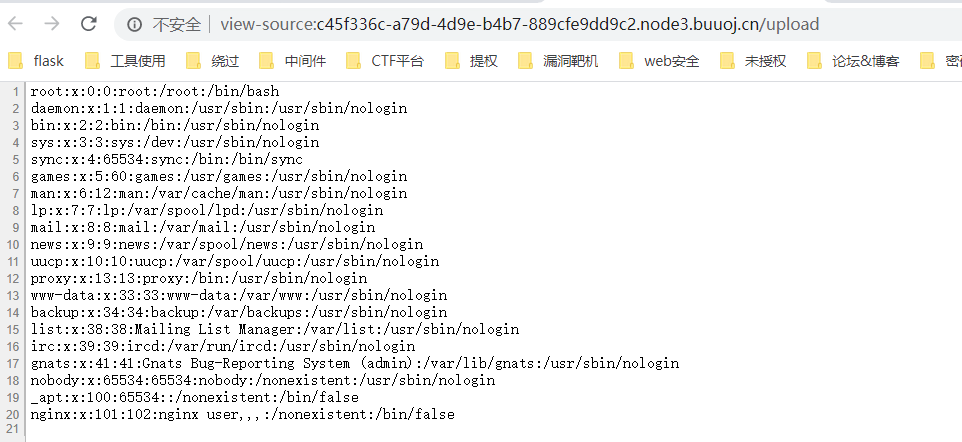 不安全 | view-source:c45f336c-a79d-4d9e-b4b7-889cfe9dd9c2.node3.buuoj.cn/upload
flask 工具使用 绕过 中间件 CTF平台 提权 漏洞靶机 web安全 未授权 论坛&博客
1 root:x:0:0:root:/root:/bin/bash
2 daemon:x:1:1:daemon:/usr/sbin:/usr/sbin/nologin
3 bin:x:2:2:bin:/bin:/usr/sbin/nologin
4 sys:x:3:3:sys:/dev:/usr/sbin/nologin
5 sync:x:4:65534:sync:/bin:/bin/sync
6 games:x:5:60:games:/usr/games:/usr/sbin/nologin
7 man:x:6:12:man:/var/cache/man:/usr/sbin/nologin
8 lp:x:7:7:lp:/var/spool/lpd:/usr/sbin/nologin
9 mail:x:8:8:mail:/var/mail:/usr/sbin/nologin
10 news:x:9:9:news:/var/spool/news:/usr/sbin/nologin
11 uucp:x:10:10:uucp:/var/spool/uucp:/usr/sbin/nologin
12 proxy:x:13:13:proxy:/bin:/usr/sbin/nologin
13 www-data:x:33:33:www-data:/var/www:/usr/sbin/nologin
14 backup:x:34:34:backup:/var/backups:/usr/sbin/nologin
15 list:x:38:38:Mailing List Manager:/var/list:/usr/sbin/nologin
16 irc:x:39:39:ircd:/var/run/ircd:/usr/sbin/nologin
17 gnats:x:41:41:Gnats Bug-Reporting System (admin):/var/lib/gnats:/usr/sbin/nologin
18 nobody:x:65534:65534:nobody:/nonexistent:/usr/sbin/nologin
19 _apt:x:100:65534::/nonexistent:/bin/false
20 nginx:x:101:102:nginx user,,,:/nonexistent:/bin/false
21